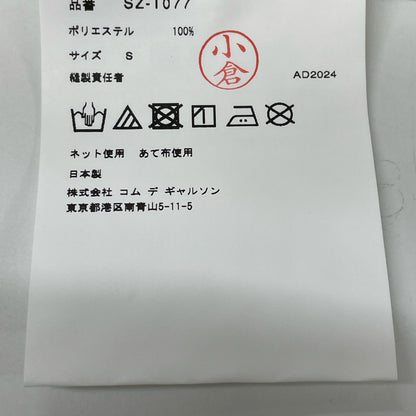 品番 SZ-T077
ポリエステル 100%
サイズ S
縫製責任者
小倉
AD2024
ネット使用 あて布使用
日本製
株式会社 コム デ ギャルソン
東京都港区南青山5-11-5